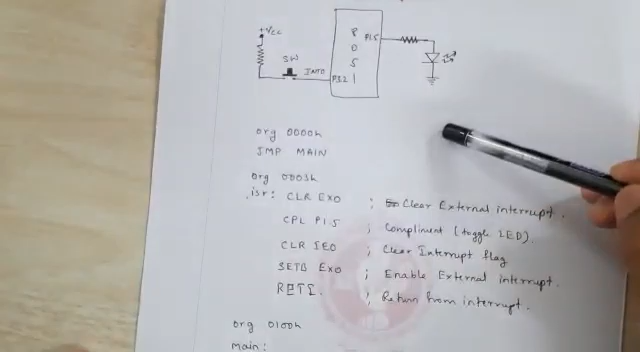 +Vcc
SW
INT0
P3.2
8
0
5
1
P1.5
org 0000h
JMP MAIN
org 0003h
isr: CLR EX0 ; Clear External interrupt.
CPL P1.5 ; Compliment (toggle LED).
CLR IE0 ; Clear Interrupt flag
SETB EX0 ; Enable External interrupt.
RETI. ; Return from interrupt.
org 0100h
main: